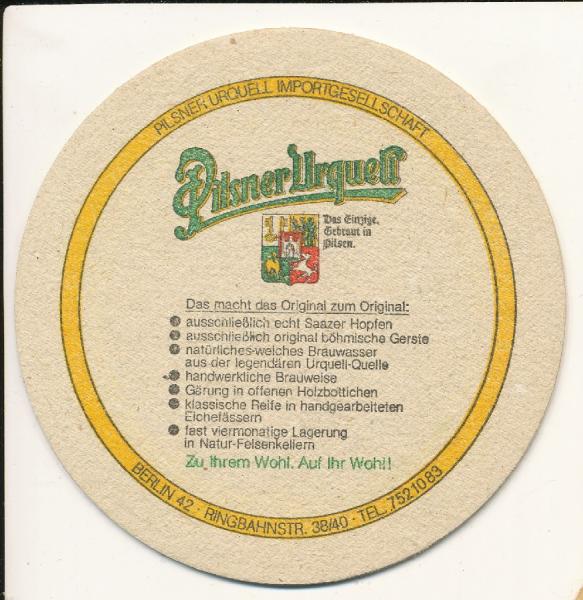 PILSNER URQUELL IMPORTGESELLSCHAFT
Pilsner Urquell
Das Einzige.
Gebraut in
Pilsen.
Das macht das Original zum Original:
ausschließlich echt Saazer Hopfen
ausschließlich original böhmische Gerste
natürliches-weiches Brauwasser
aus der legendären Urquell-Quelle
handwerkliche Brauweise
Gärung in offenen Holzbottichen
klassische Reife in handgearbeiteten
Eichefässern
fast viermonatige Lagerung
in Natur-Felsenkellern
Zu Ihrem Wohl. Auf Ihr Wohl!
BERLIN 42 · RINGBAHNSTR. 38/40 · TEL. 7521083